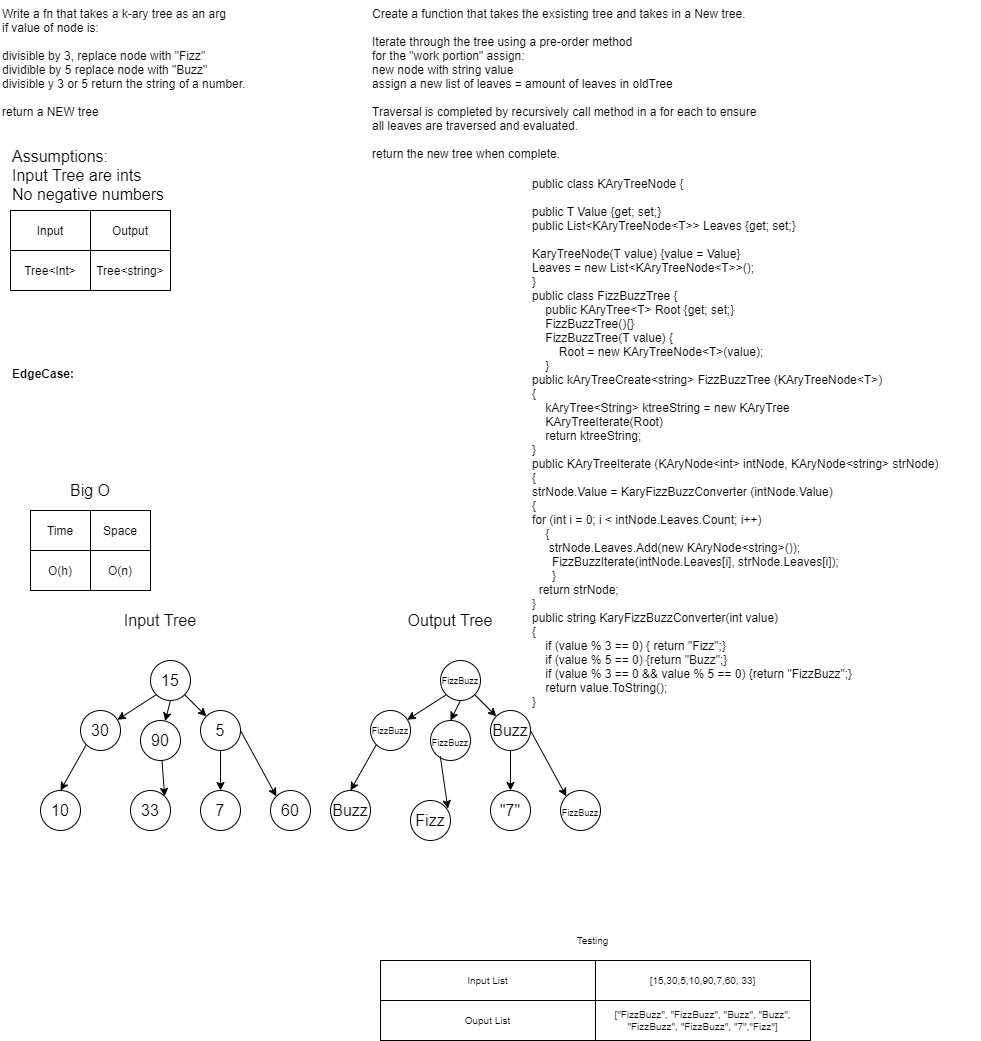 Write a fn that takes a k-ary tree as an arg
if value of node is:
divisible by 3, replace node with "Fizz"
dividible by 5 replace node with "Buzz"
divisible y 3 or 5 return the string of a number.
return a NEW tree
Assumptions:
Input Tree are ints
No negative numbers
Input
Output
Tree<Int>
Tree<string>
EdgeCase:
Big O
Time
Space
O(h)
O(n)
Create a function that takes the exsisting tree and takes in a New tree.
Iterate through the tree using a pre-order method
for the "work portion" assign:
new node with string value
assign a new list of leaves = amount of leaves in oldTree
Traversal is completed by recursively call method in a for each to ensure
all leaves are traversed and evaluated.
return the new tree when complete.
public class KAryTreeNode {
public T Value {get; set;}
public List<KAryTreeNode<T>> Leaves {get; set;}
KaryTreeNode(T value) {value = Value}
Leaves = new List<KAryTreeNode<T>>();
}
public class FizzBuzzTree {
public KAryTree<T> Root {get; set;}
FizzBuzzTree(){}
FizzBuzzTree(T value) {
Root = new KAryTreeNode<T>(value);
}
public kAryTreeCreate<string> FizzBuzzTree (KAryTreeNode<T>)
{
kAryTree<String> ktreeString = new KAryTree
KAryTreeIterate(Root)
return ktreeString;
}
public KAryTreeIterate (KAryNode<int> intNode, KAryNode<string> strNode)
{
strNode.Value = KaryFizzBuzzConverter (intNode.Value)
{
for (int i = 0; i < intNode.Leaves.Count; i++)
{
strNode.Leaves.Add(new KAryNode<string>());
FizzBuzzIterate(intNode.Leaves[i], strNode.Leaves[i]);
}
return strNode;
}
public string KaryFizzBuzzConverter(int value)
{
if (value % 3 == 0) { return "Fizz";}
if (value % 5 == 0) {return "Buzz";}
if (value % 3 == 0 && value % 5 == 0) {return "FizzBuzz";}
return value.ToString();
}
Input Tree
15
30
90
5
10
33
7
60
Output Tree
FizzBuzz
FizzBuzz
FizzBuzz
Buzz
Buzz
Fizz
"7"
FizzBuzz
Testing
Input List
[15,30,5,10,90,7,60, 33]
Ouput List
["FizzBuzz", "FizzBuzz", "Buzz", "Buzz",
"FizzBuzz", "FizzBuzz", "7","Fizz"]